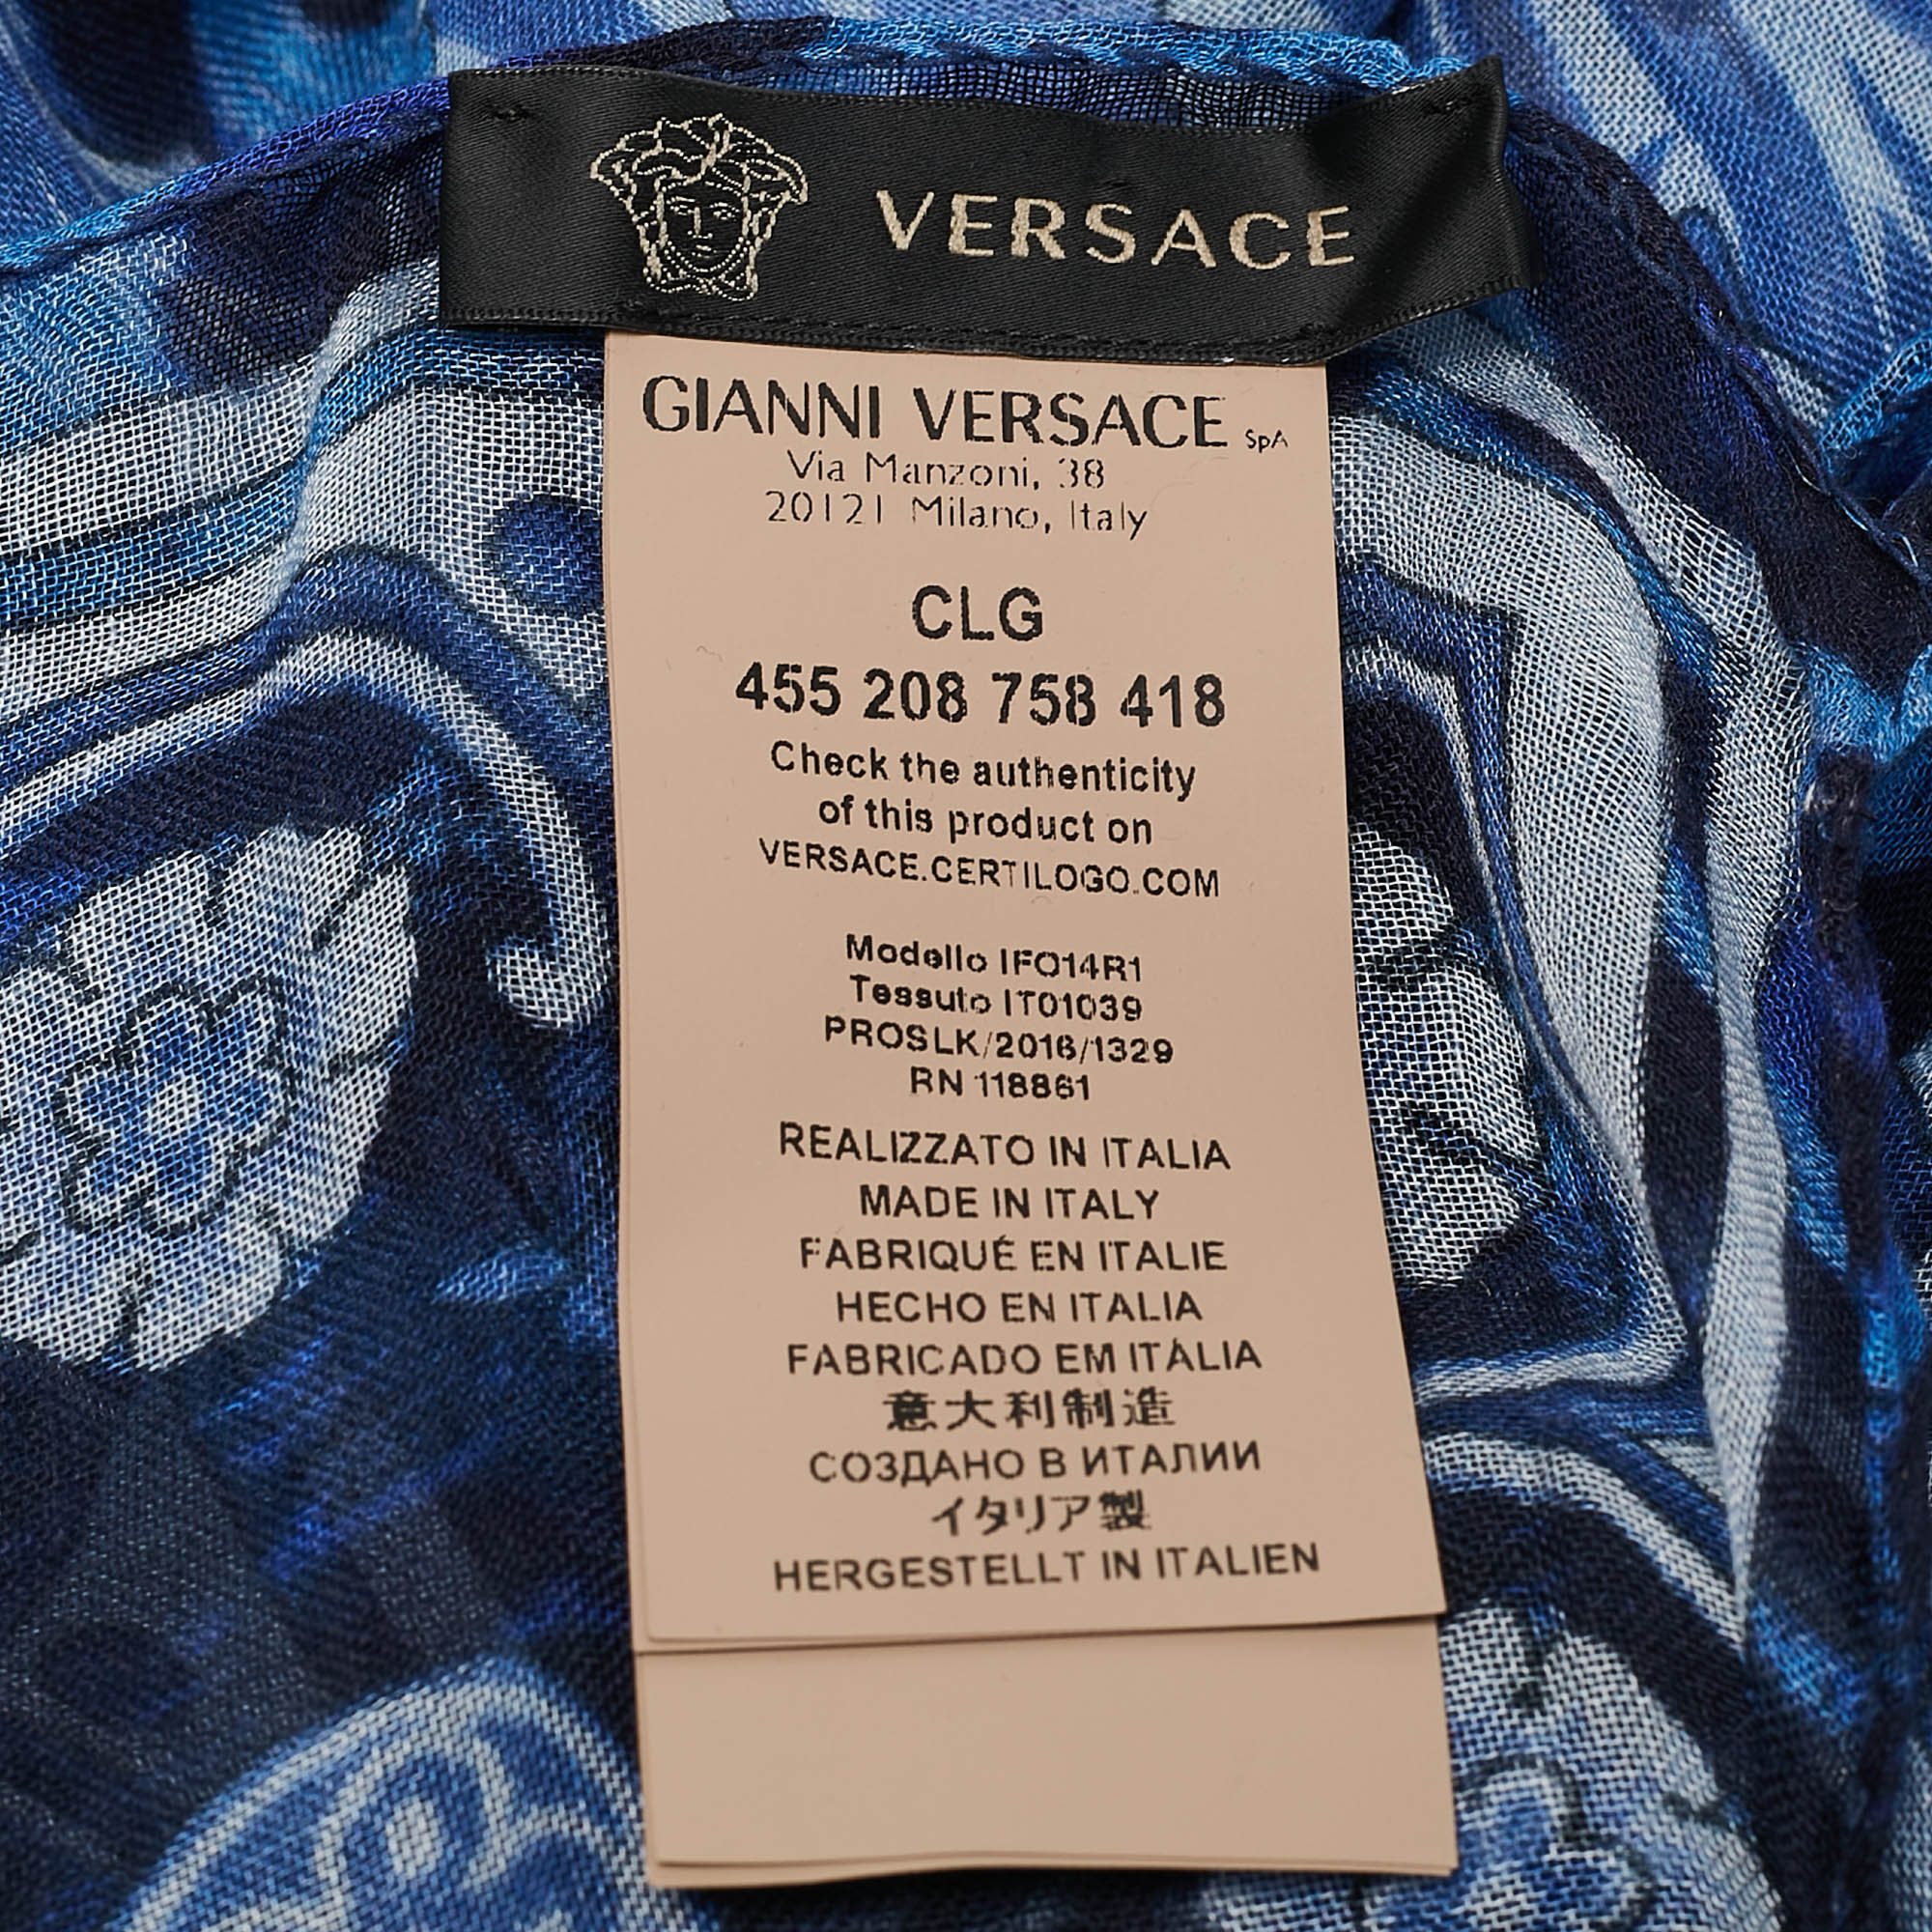 VERSACE
GIANNI VERSACE SpA
Via Manzoni, 38
20121 Milano, Italy
CLG
455 208 758 418
Check the authenticity
of this product on
VERSACE.CERTILOGO.COM
Modello IFO14R1
Tessuto IT01039
PROSLK/2016/1329
RN 118861
REALIZZATO IN ITALIA
MADE IN ITALY
FABRIQUÉ EN ITALIE
HECHO EN ITALIA
FABRICADO EM ITÁLIA
意大利制造
СОЗДАНО В ИТАЛИИ
イタリア製
HERGESTELLT IN ITALIEN